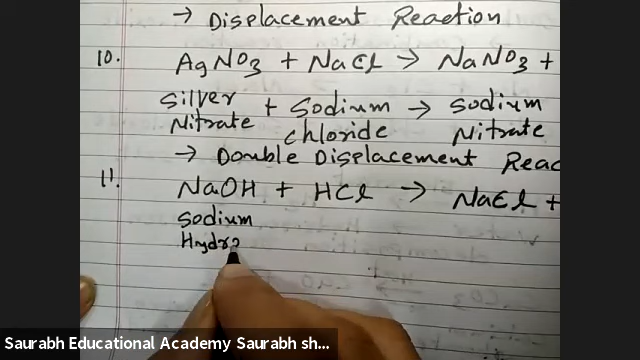 → Displacement Reaction
10. AgNO3 + NaCl → NaNO3 +
Silver + Sodium → Sodium
Nitrate Chloride Nitrate
→ Double Displacement Reac
11. NaOH + HCl → NaCl +
Sodium
Hydro
Saurabh Educational Academy Saurabh sh...